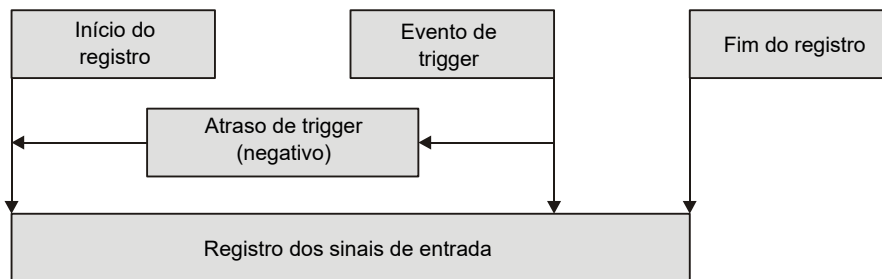 Início do
registro
Evento de
trigger
Fim do registro
Atraso de trigger
(negativo)
Registro dos sinais de entrada